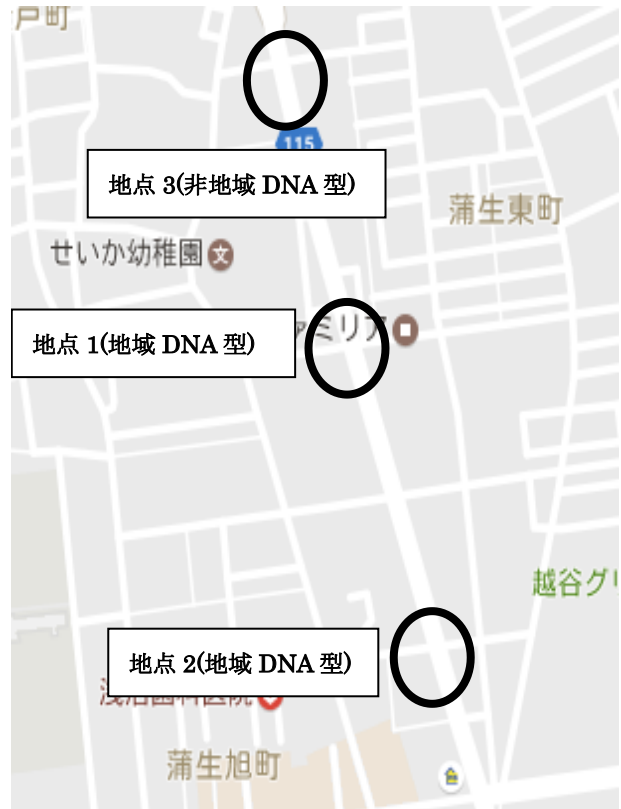 戸町
115
地点 3(非地域 DNA 型)
蒲生東町
せいか幼稚園 文
ァミリア
地点 1(地域 DNA 型)
越谷グリ
地点 2(地域 DNA 型)
蒲生旭町